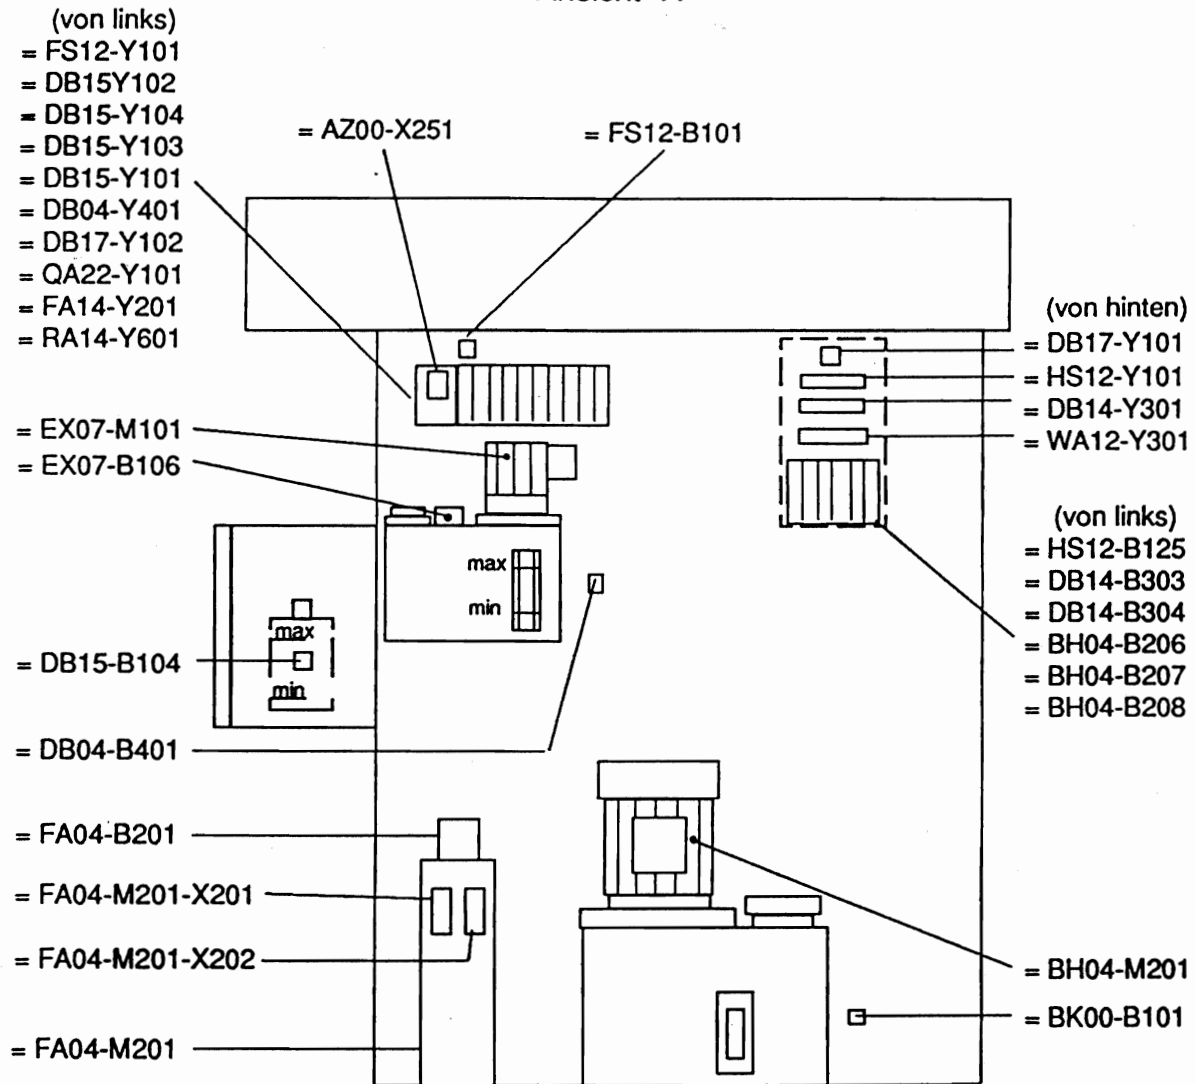 (von links)
= FS12-Y101
= DB15Y102
= DB15-Y104
= DB15-Y103
= DB15-Y101
= DB04-Y401
= DB17-Y102
= QA22-Y101
= FA14-Y201
= RA14-Y601
= AZ00-X251
= FS12-B101
= EX07-M101
= EX07-B106
max
min
max
min
= DB15-B104
= DB04-B401
= FA04-B201
= FA04-M201-X201
= FA04-M201-X202
= FA04-M201
(von hinten)
= DB17-Y101
= HS12-Y101
= DB14-Y301
= WA12-Y301
(von links)
= HS12-B125
= DB14-B303
= DB14-B304
= BH04-B206
= BH04-B207
= BH04-B208
= BH04-M201
= BK00-B101